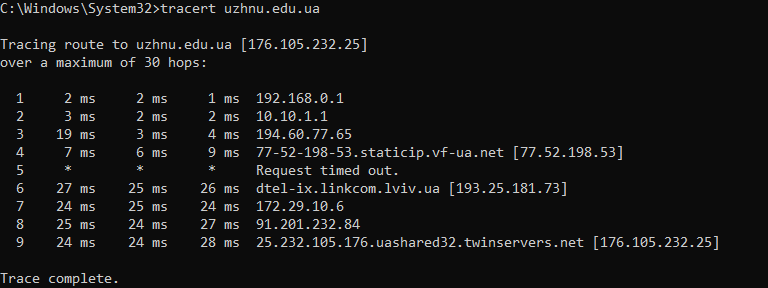 C:\Windows\System32>tracert uzhnu.edu.ua
Tracing route to uzhnu.edu.ua [176.105.232.25]
over a maximum of 30 hops:
1 2 ms 2 ms 1 ms 192.168.0.1
2 3 ms 2 ms 2 ms 10.10.1.1
3 19 ms 3 ms 4 ms 194.60.77.65
4 7 ms 6 ms 9 ms 77-52-198-53.staticip.vf-ua.net [77.52.198.53]
5 * * * Request timed out.
6 27 ms 25 ms 26 ms dtel-ix.linkcom.lviv.ua [193.25.181.73]
7 24 ms 25 ms 24 ms 172.29.10.6
8 25 ms 24 ms 27 ms 91.201.232.84
9 24 ms 24 ms 28 ms 25.232.105.176.uashared32.twinservers.net [176.105.232.25]
Trace complete.